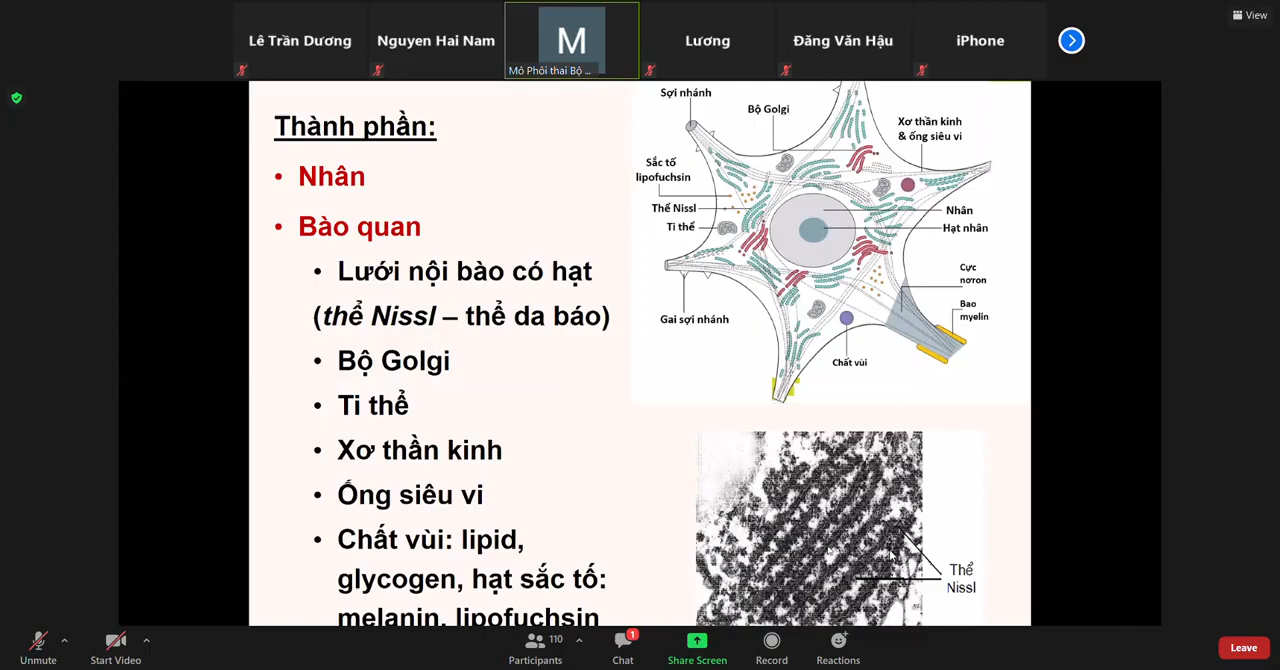 View
Lê Trần Dương
Nguyen Hai Nam
M
Mô Phôi thai Bộ ...
Lương
Đăng Văn Hậu
iPhone
Thành phần:
• Nhân
• Bào quan
• Lưới nội bào có hạt
(thể Nissl – thể da báo)
• Bộ Golgi
• Ti thể
• Xơ thần kinh
• Ống siêu vi
• Chất vùi: lipid,
glycogen, hạt sắc tố:
melanin, lipofuchsin
Sợi nhánh
Bộ Golgi
Xơ thần kinh
& ống siêu vi
Sắc tố
lipofuchsin
Thể Nissl
Ti thể
Nhân
Hạt nhân
Cực
nơron
Bao
myelin
Gai sợi nhánh
Chất vùi
Thể
Nissl
Unmute
Start Video
Participants
110
Chat
1
Share Screen
Record
Reactions
Leave